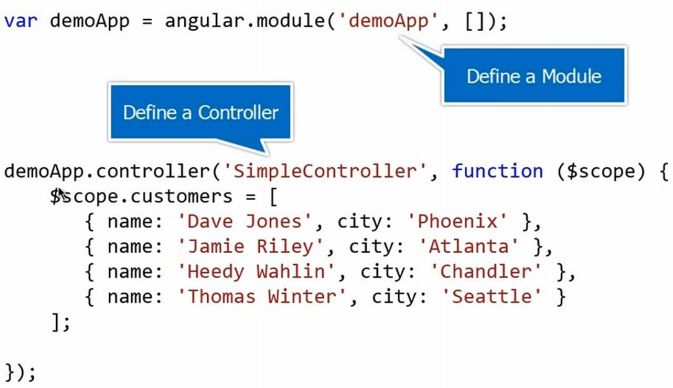 var demoApp = angular.module('demoApp', []);
Define a Module
Define a Controller
demoApp.controller('SimpleController', function ($scope) {
    $scope.customers = [
        { name: 'Dave Jones', city: 'Phoenix' },
        { name: 'Jamie Riley', city: 'Atlanta' },
        { name: 'Heedy Wahlin', city: 'Chandler' },
        { name: 'Thomas Winter', city: 'Seattle' }
    ];
});